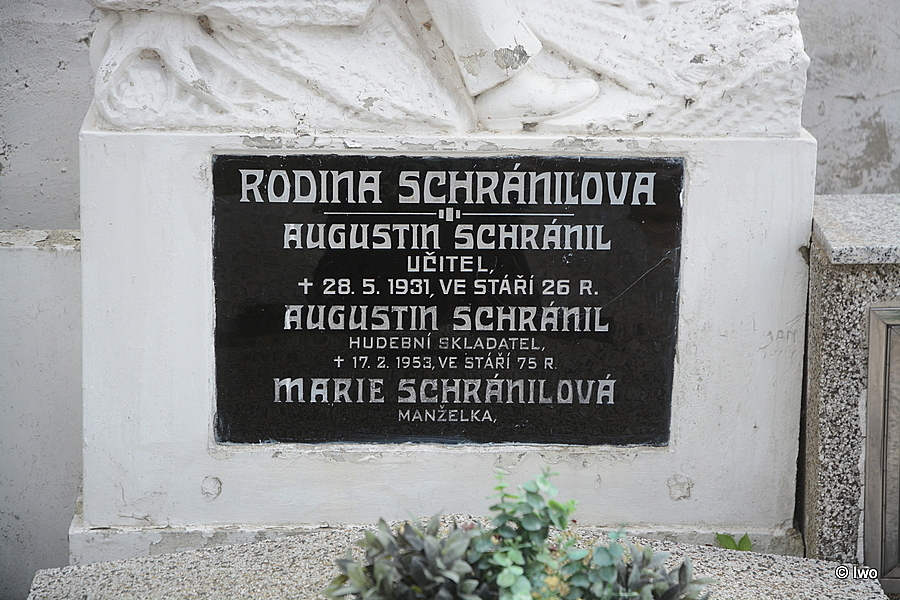 RODINA SCHRÁNILOVA
AUGUSTIN SCHRÁNIL
UČITEL,
✝ 28. 5. 1931, VE STÁŘÍ 26 R.
AUGUSTIN SCHRÁNIL
HUDEBNÍ SKLADATEL,
✝ 17. 2. 1953, VE STÁŘÍ 75 R.
MARIE SCHRÁNILOVÁ
MANŽELKA,
© Iwo